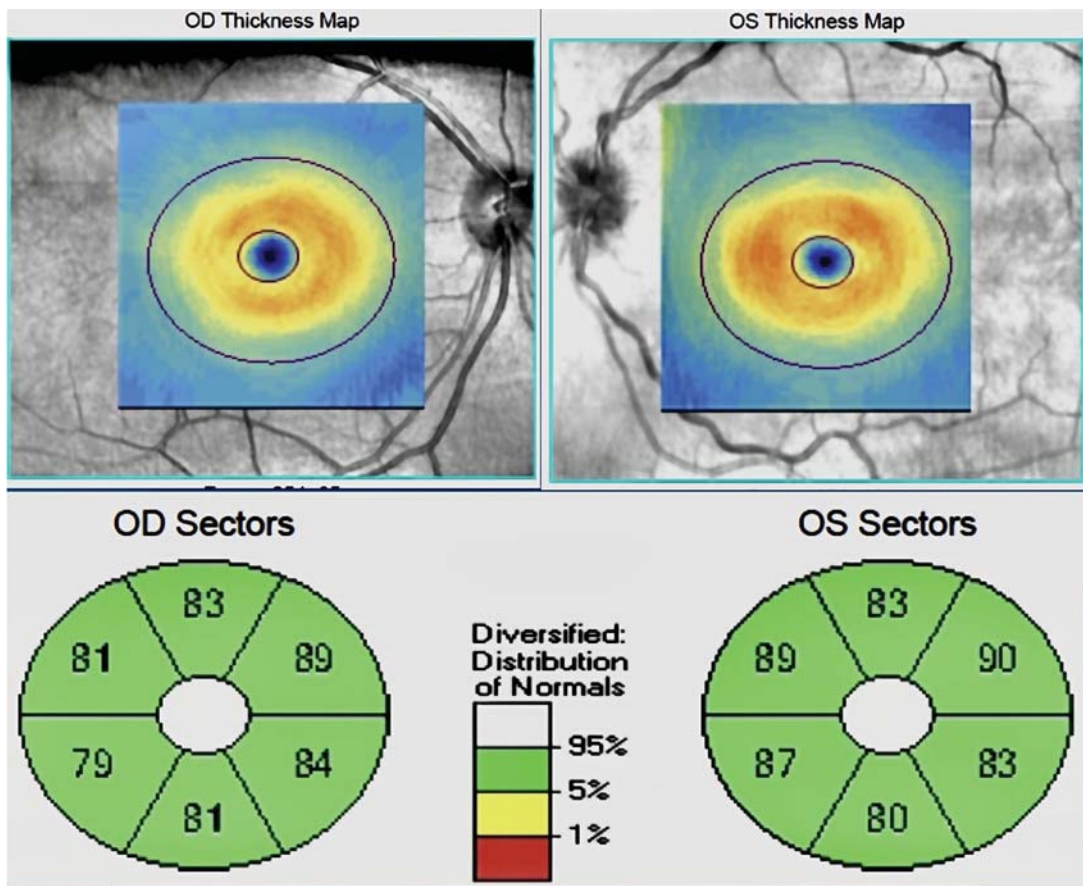 OD Thickness Map
OS Thickness Map
OD Sectors
OS Sectors
83
81
89
79
84
81
Diversified:
Distribution
of Normals
95%
5%
1%
83
89
90
87
83
80